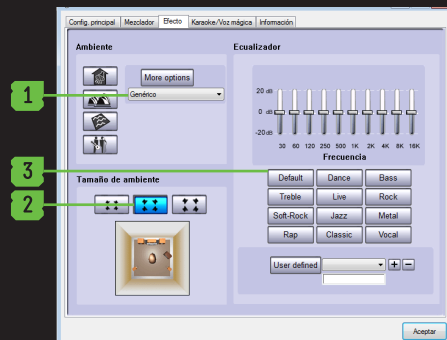 Config. principal Mezclador Efecto Karaoke/Voz mágica Información
Ambiente
More options
Genérico
1
Tamaño de ambiente
2
Ecualizador
20 dB
0 dB
-20 dB
30 60 120 250 500 1K 2K 4K 8K 16K
Frecuencia
3
Default Dance Bass
Treble Live Rock
Soft-Rock Jazz Metal
Rap Classic Vocal
User defined
Aceptar